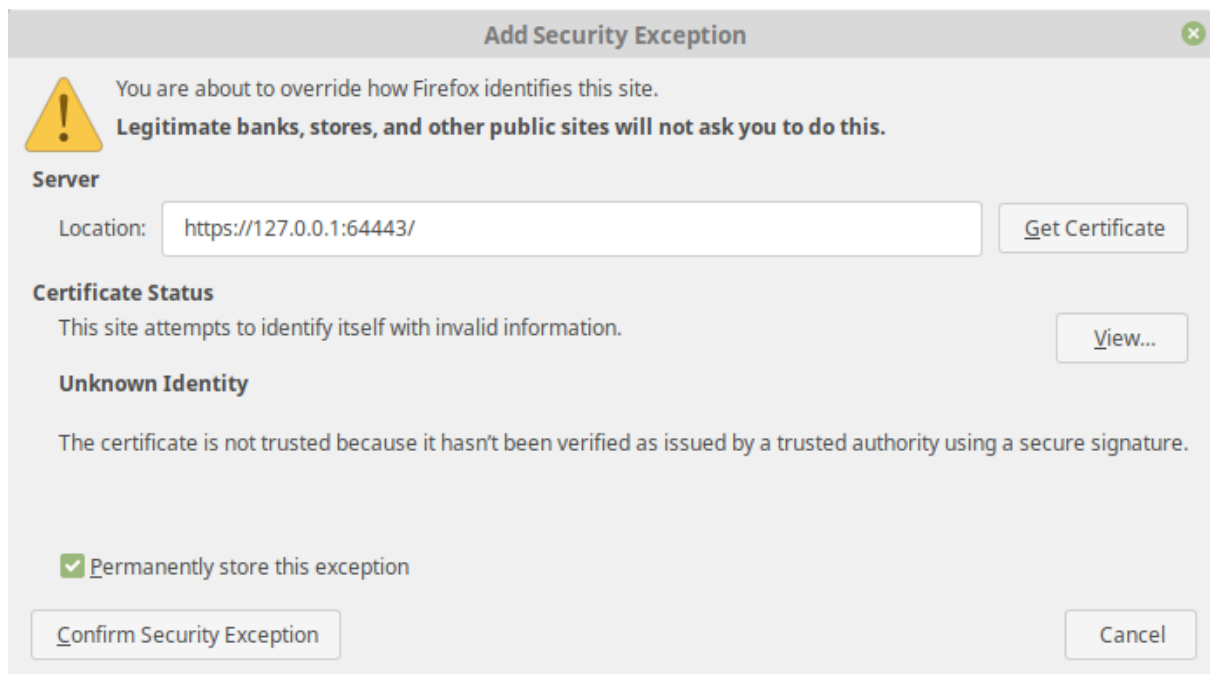 Add Security Exception
You are about to override how Firefox identifies this site.
Legitimate banks, stores, and other public sites will not ask you to do this.
Server
Location: https://127.0.0.1:64443/ Get Certificate
Certificate Status
This site attempts to identify itself with invalid information.
View...
Unknown Identity
The certificate is not trusted because it hasn’t been verified as issued by a trusted authority using a secure signature.
Permanently store this exception
Confirm Security Exception Cancel